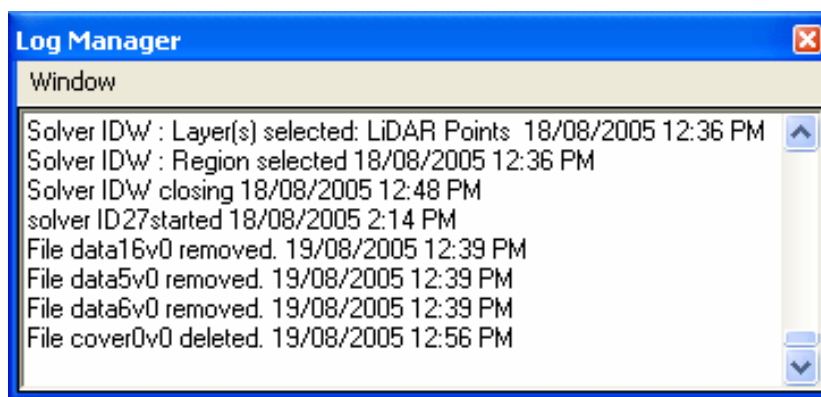 Log Manager
Window
Solver IDW : Layer(s) selected: LiDAR Points  18/08/2005 12:36 PM
Solver IDW : Region selected 18/08/2005 12:36 PM
Solver IDW closing 18/08/2005 12:48 PM
solver ID27started 18/08/2005 2:14 PM
File data16v0 removed. 19/08/2005 12:39 PM
File data5v0 removed. 19/08/2005 12:39 PM
File data6v0 removed. 19/08/2005 12:39 PM
File cover0v0 deleted. 19/08/2005 12:56 PM